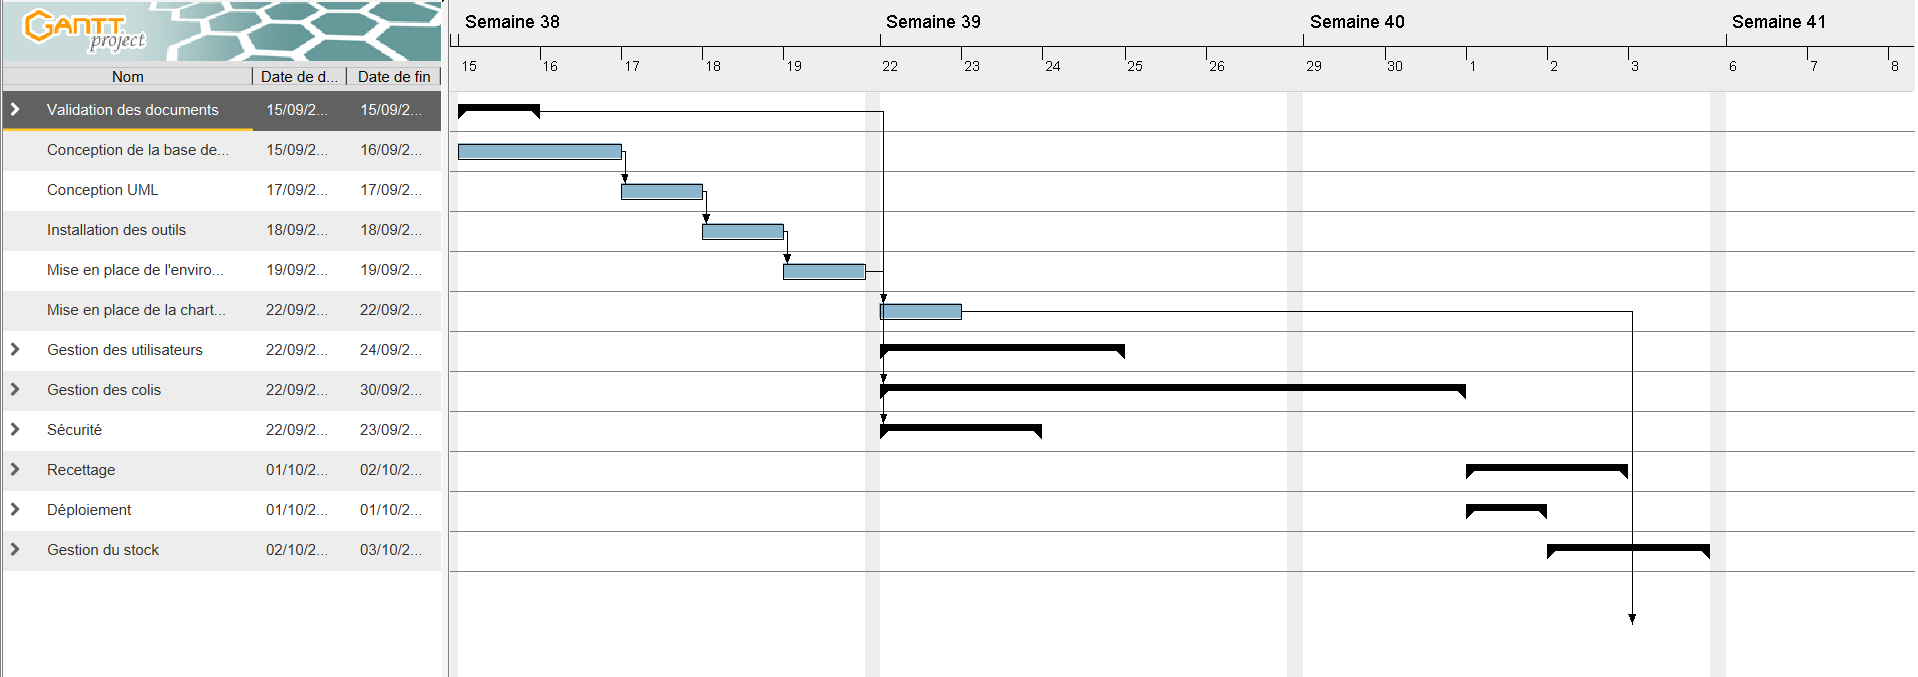 GANTT
project
Semaine 38 Semaine 39 Semaine 40 Semaine 41
15 16 17 18 19 22 23 24 25 26 29 30 1 2 3 6 7 8
Nom Date de d... Date de fin
Validation des documents 15/09/2... 15/09/2...
Conception de la base de... 15/09/2... 16/09/2...
Conception UML 17/09/2... 17/09/2...
Installation des outils 18/09/2... 18/09/2...
Mise en place de l'enviro... 19/09/2... 19/09/2...
Mise en place de la chart... 22/09/2... 22/09/2...
Gestion des utilisateurs 22/09/2... 24/09/2...
Gestion des colis 22/09/2... 30/09/2...
Sécurité 22/09/2... 23/09/2...
Recettage 01/10/2... 02/10/2...
Déploiement 01/10/2... 01/10/2...
Gestion du stock 02/10/2... 03/10/2...